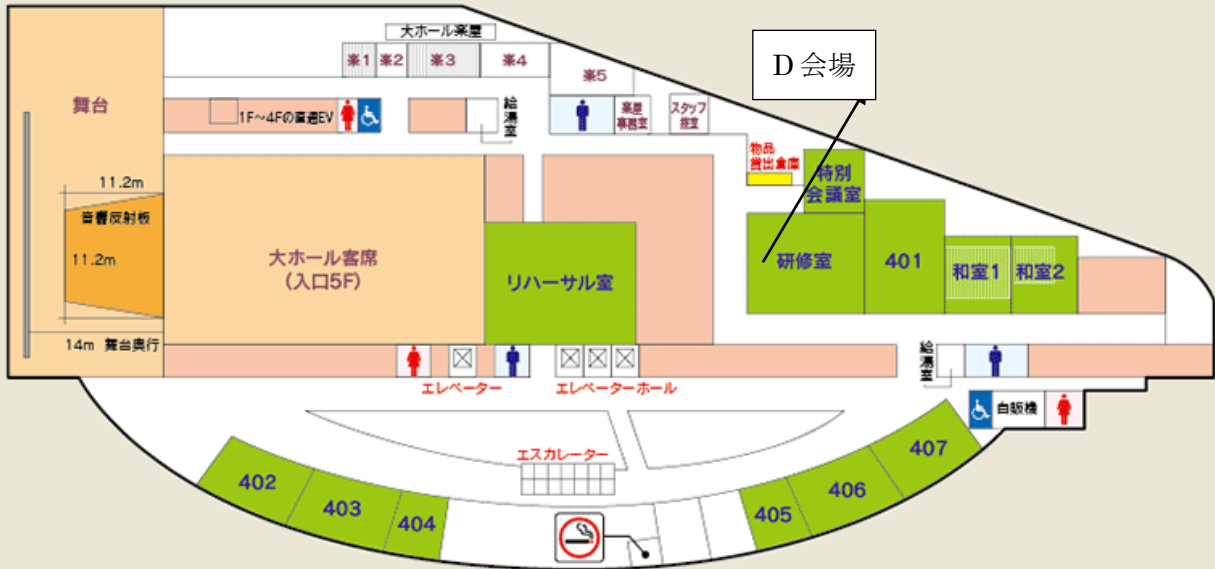 大ホール楽屋
楽1
楽2
楽3
楽4
楽5
D 会場
舞台
1F〜4Fの直通EV
給湯室
楽屋
事務室
スタッフ
控室
物品
貸出倉庫
特別
会議室
11.2m
音響反射板
11.2m
大ホール客席
(入口5F)
リハーサル室
研修室
401
和室1
和室2
14m 舞台奥行
エレベーター
エレベーターホール
給湯室
自販機
エスカレーター
402
403
404
405
406
407